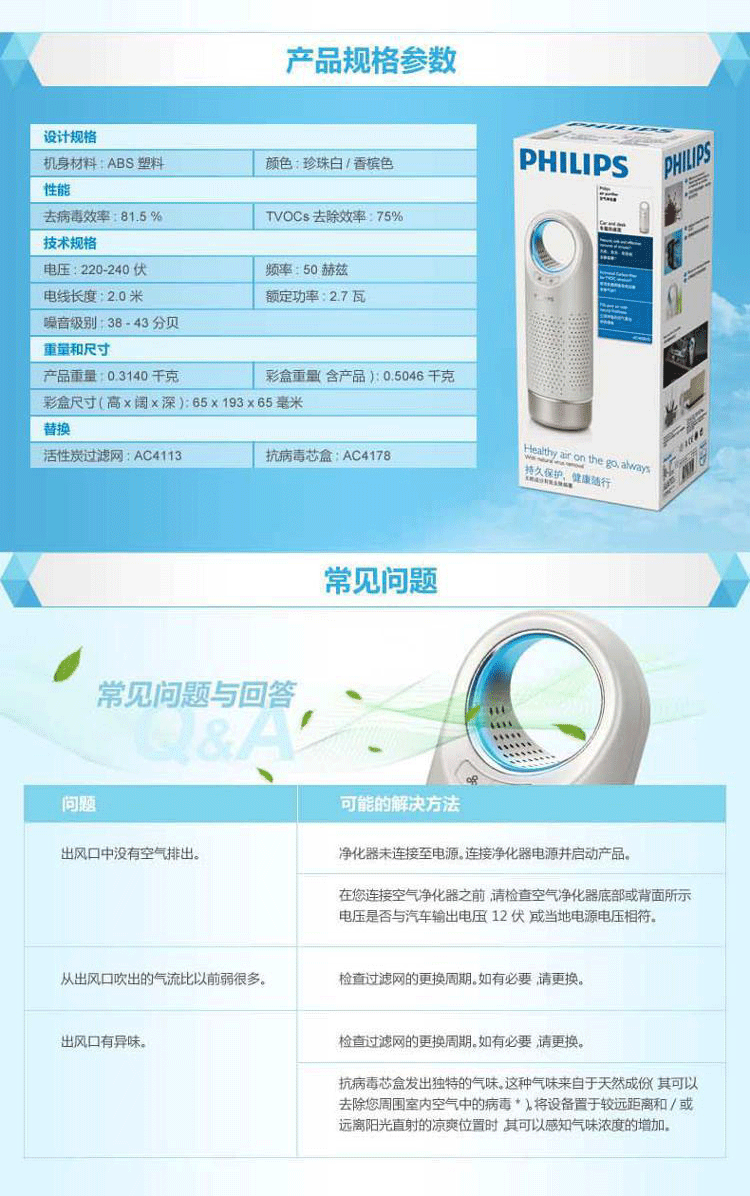 产品规格参数
设计规格
机身材料 : ABS 塑料
颜色 : 珍珠白 / 香槟色
性能
去病毒效率 : 81.5 %
TVOCs 去除效率 : 75%
技术规格
电压 : 220-240 伏
频率 : 50 赫兹
电线长度 : 2.0 米
额定功率 : 2.7 瓦
噪音级别 : 38 - 43 分贝
重量和尺寸
产品重量 : 0.3140 千克
彩盒重量( 含产品 ): 0.5046 千克
彩盒尺寸 ( 高 x 阔 x 深 ): 65 x 193 x 65 毫米
替换
活性炭过滤网 : AC4113
抗病毒芯盒 : AC4178
PHILIPS
PHILIPS
PHILIPS
Philips
air purifier
空气净化器
Car and desk
Healthy air on the go, always
With natural virus removal
持久保护，健康随行
常见问题
常见问题与回答
Q&A
问题
可能的解决方法
出风口中没有空气排出。
净化器未连接至电源。连接净化器电源并启动产品。
在您连接空气净化器之前 ,请检查空气净化器底部或背面所示
电压是否与汽车输出电压( 12 伏 )或当地电源电压相符。
从出风口吹出的气流比以前弱很多。
检查过滤网的更换周期。如有必要 ,请更换。
出风口有异味。
检查过滤网的更换周期。如有必要 ,请更换。
抗病毒芯盒发出独特的气味。这种气味来自于天然成份( 其可以
去除您周围室内空气中的病毒 * )。将设备置于较远距离和 / 或
远离阳光直射的凉爽位置时 ,其可以感知气味浓度的增加。